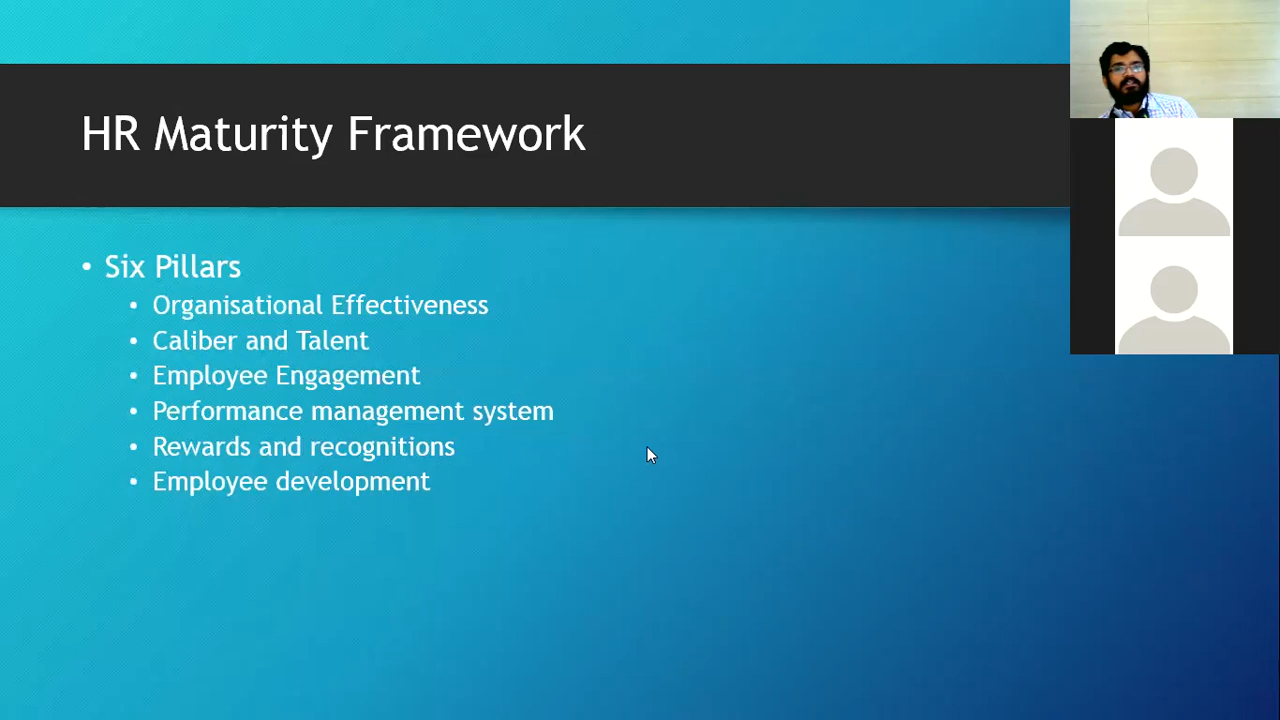 HR Maturity Framework
• Six Pillars
• Organisational Effectiveness
• Caliber and Talent
• Employee Engagement
• Performance management system
• Rewards and recognitions
• Employee development